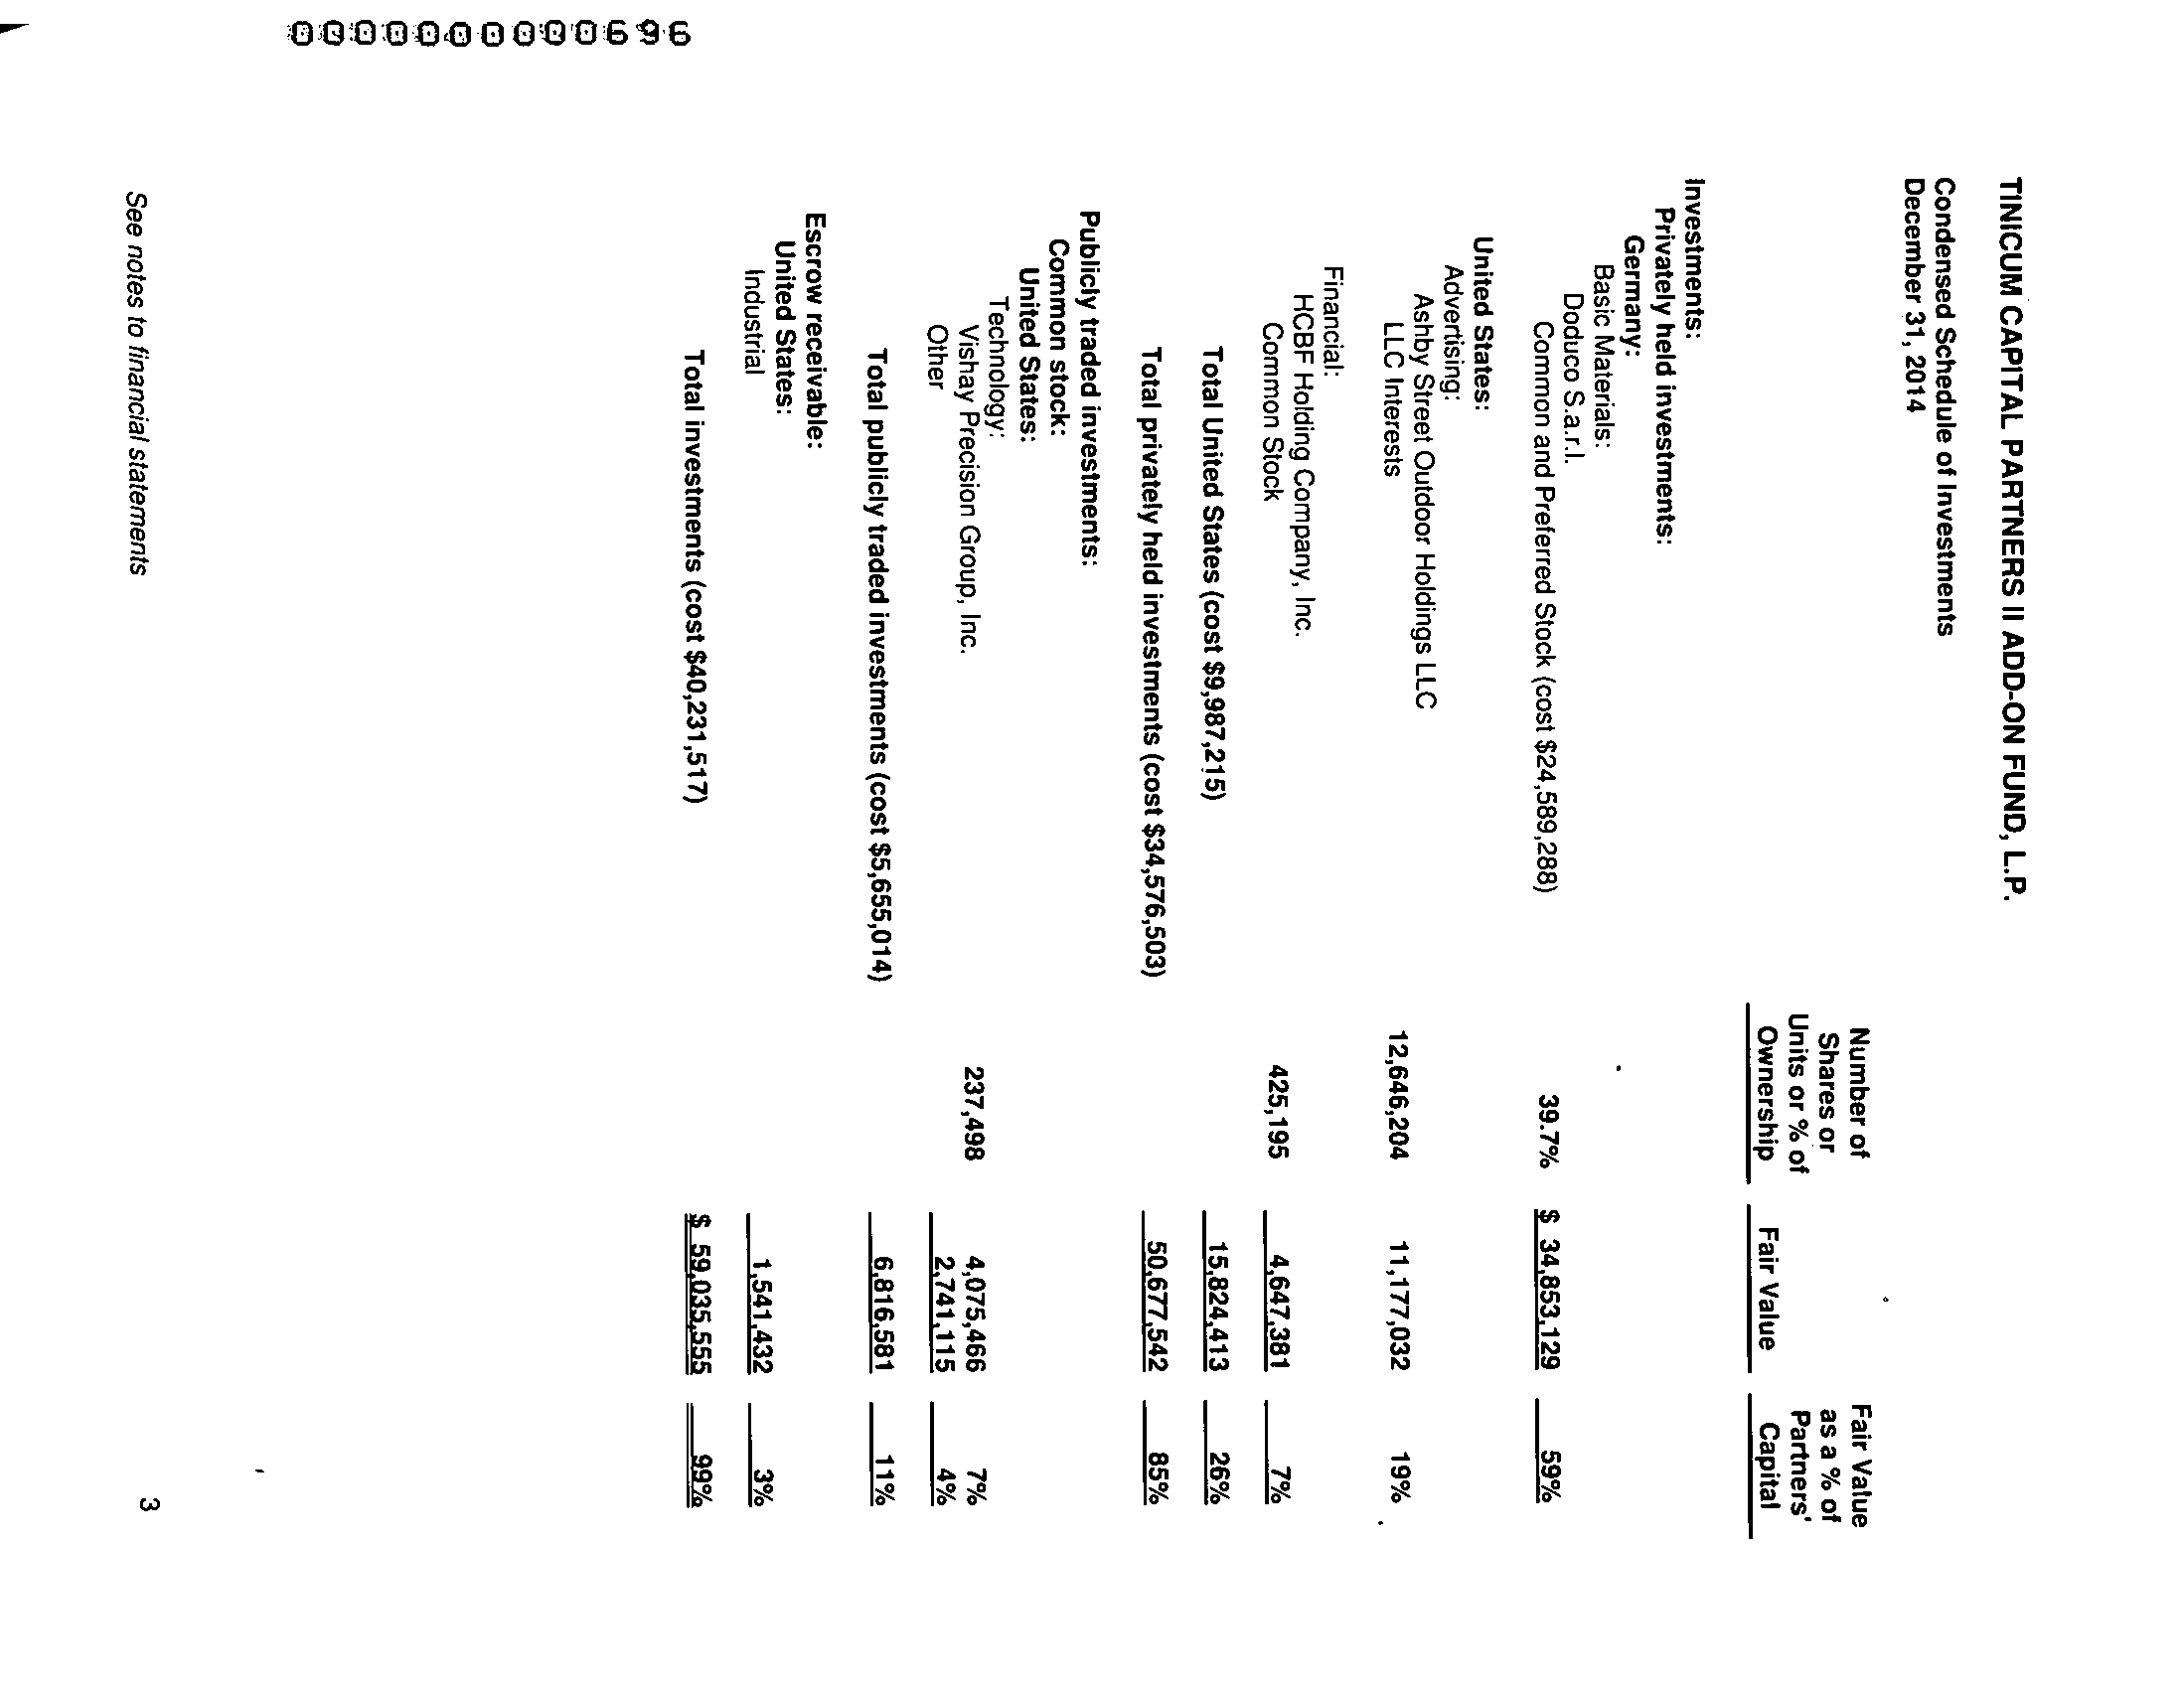 TINICUM CAPITAL PARTNERS II ADD-ON FUND, L.P.
Condensed Schedule of Investments
December 31, 2014
Number of Shares or Units or % of Ownership Fair Value Fair Value as a % of Partners' Capital
Investments:
Privately held investments:
Germany:
Basic Materials:
Doduco S.a.r.l.
Common and Preferred Stock (cost $24,589,288) 39.7% $ 34,853,129 59%
United States:
Advertising:
Ashby Street Outdoor Holdings LLC
LLC Interests 12,646,204 11,177,032 19%
Financial:
HCBF Holding Company, Inc.
Common Stock 425,195 4,647,381 7%
Total United States (cost $9,987,215) 15,824,413 26%
Total privately held investments (cost $34,576,503) 50,677,542 85%
Publicly traded investments:
Common stock:
United States:
Technology:
Vishay Precision Group, Inc. 237,498 4,075,466 7%
Other 2,741,115 4%
Total publicly traded investments (cost $5,655,014) 6,816,581 11%
Escrow receivable:
United States:
Industrial 1,541,432 3%
Total investments (cost $40,231,517) $ 59,035,555 99%
See notes to financial statements
3
0000000000696